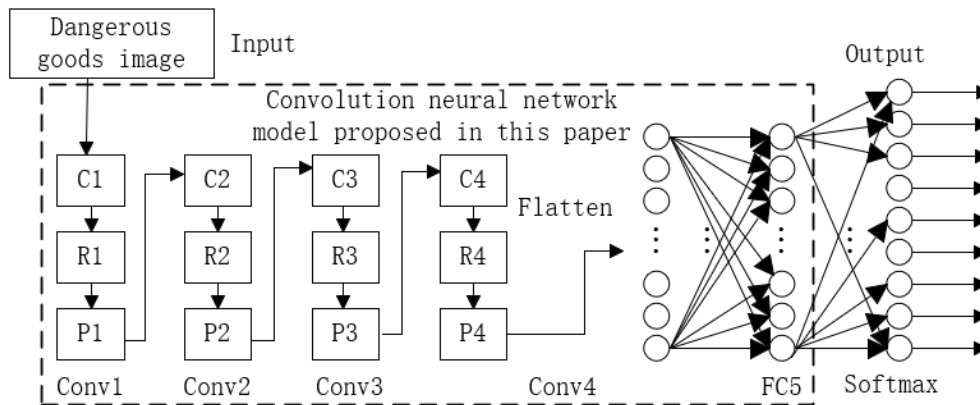 Dangerous
goods image
Input
Output
Convolution neural network
model proposed in this paper
C1
C2
C3
C4
Flatten
R1
R2
R3
R4
P1
P2
P3
P4
Conv1
Conv2
Conv3
Conv4
FC5
Softmax